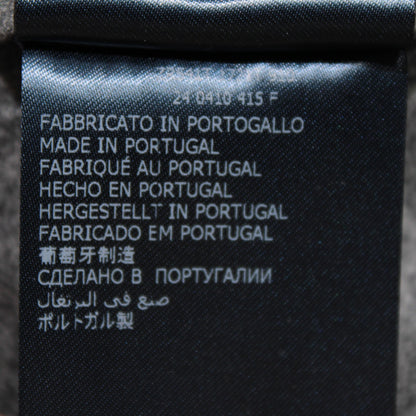 24 0410 415 F
FABBRICATO IN PORTOGALLO
MADE IN PORTUGAL
FABRIQUÉ AU PORTUGAL
HECHO EN PORTUGAL
HERGESTELLT IN PORTUGAL
FABRICADO EM PORTUGAL
葡萄牙制造
СДЕЛАНО В ПОРТУГАЛИИ
صنع في البرتغال
ポルトガル製